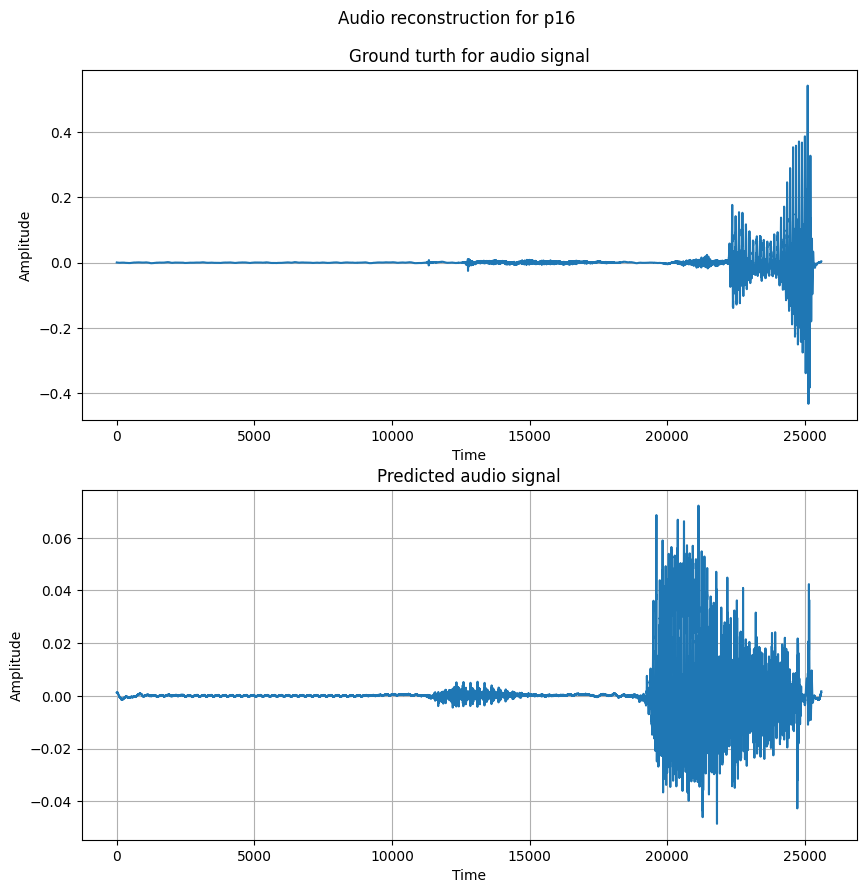 Audio reconstruction for p16
Ground turth for audio signal
0.4
0.2
0.0
−0.2
−0.4
Amplitude
0 5000 10000 15000 20000 25000
Time
Predicted audio signal
0.06
0.04
0.02
0.00
−0.02
−0.04
Amplitude
0 5000 10000 15000 20000 25000
Time